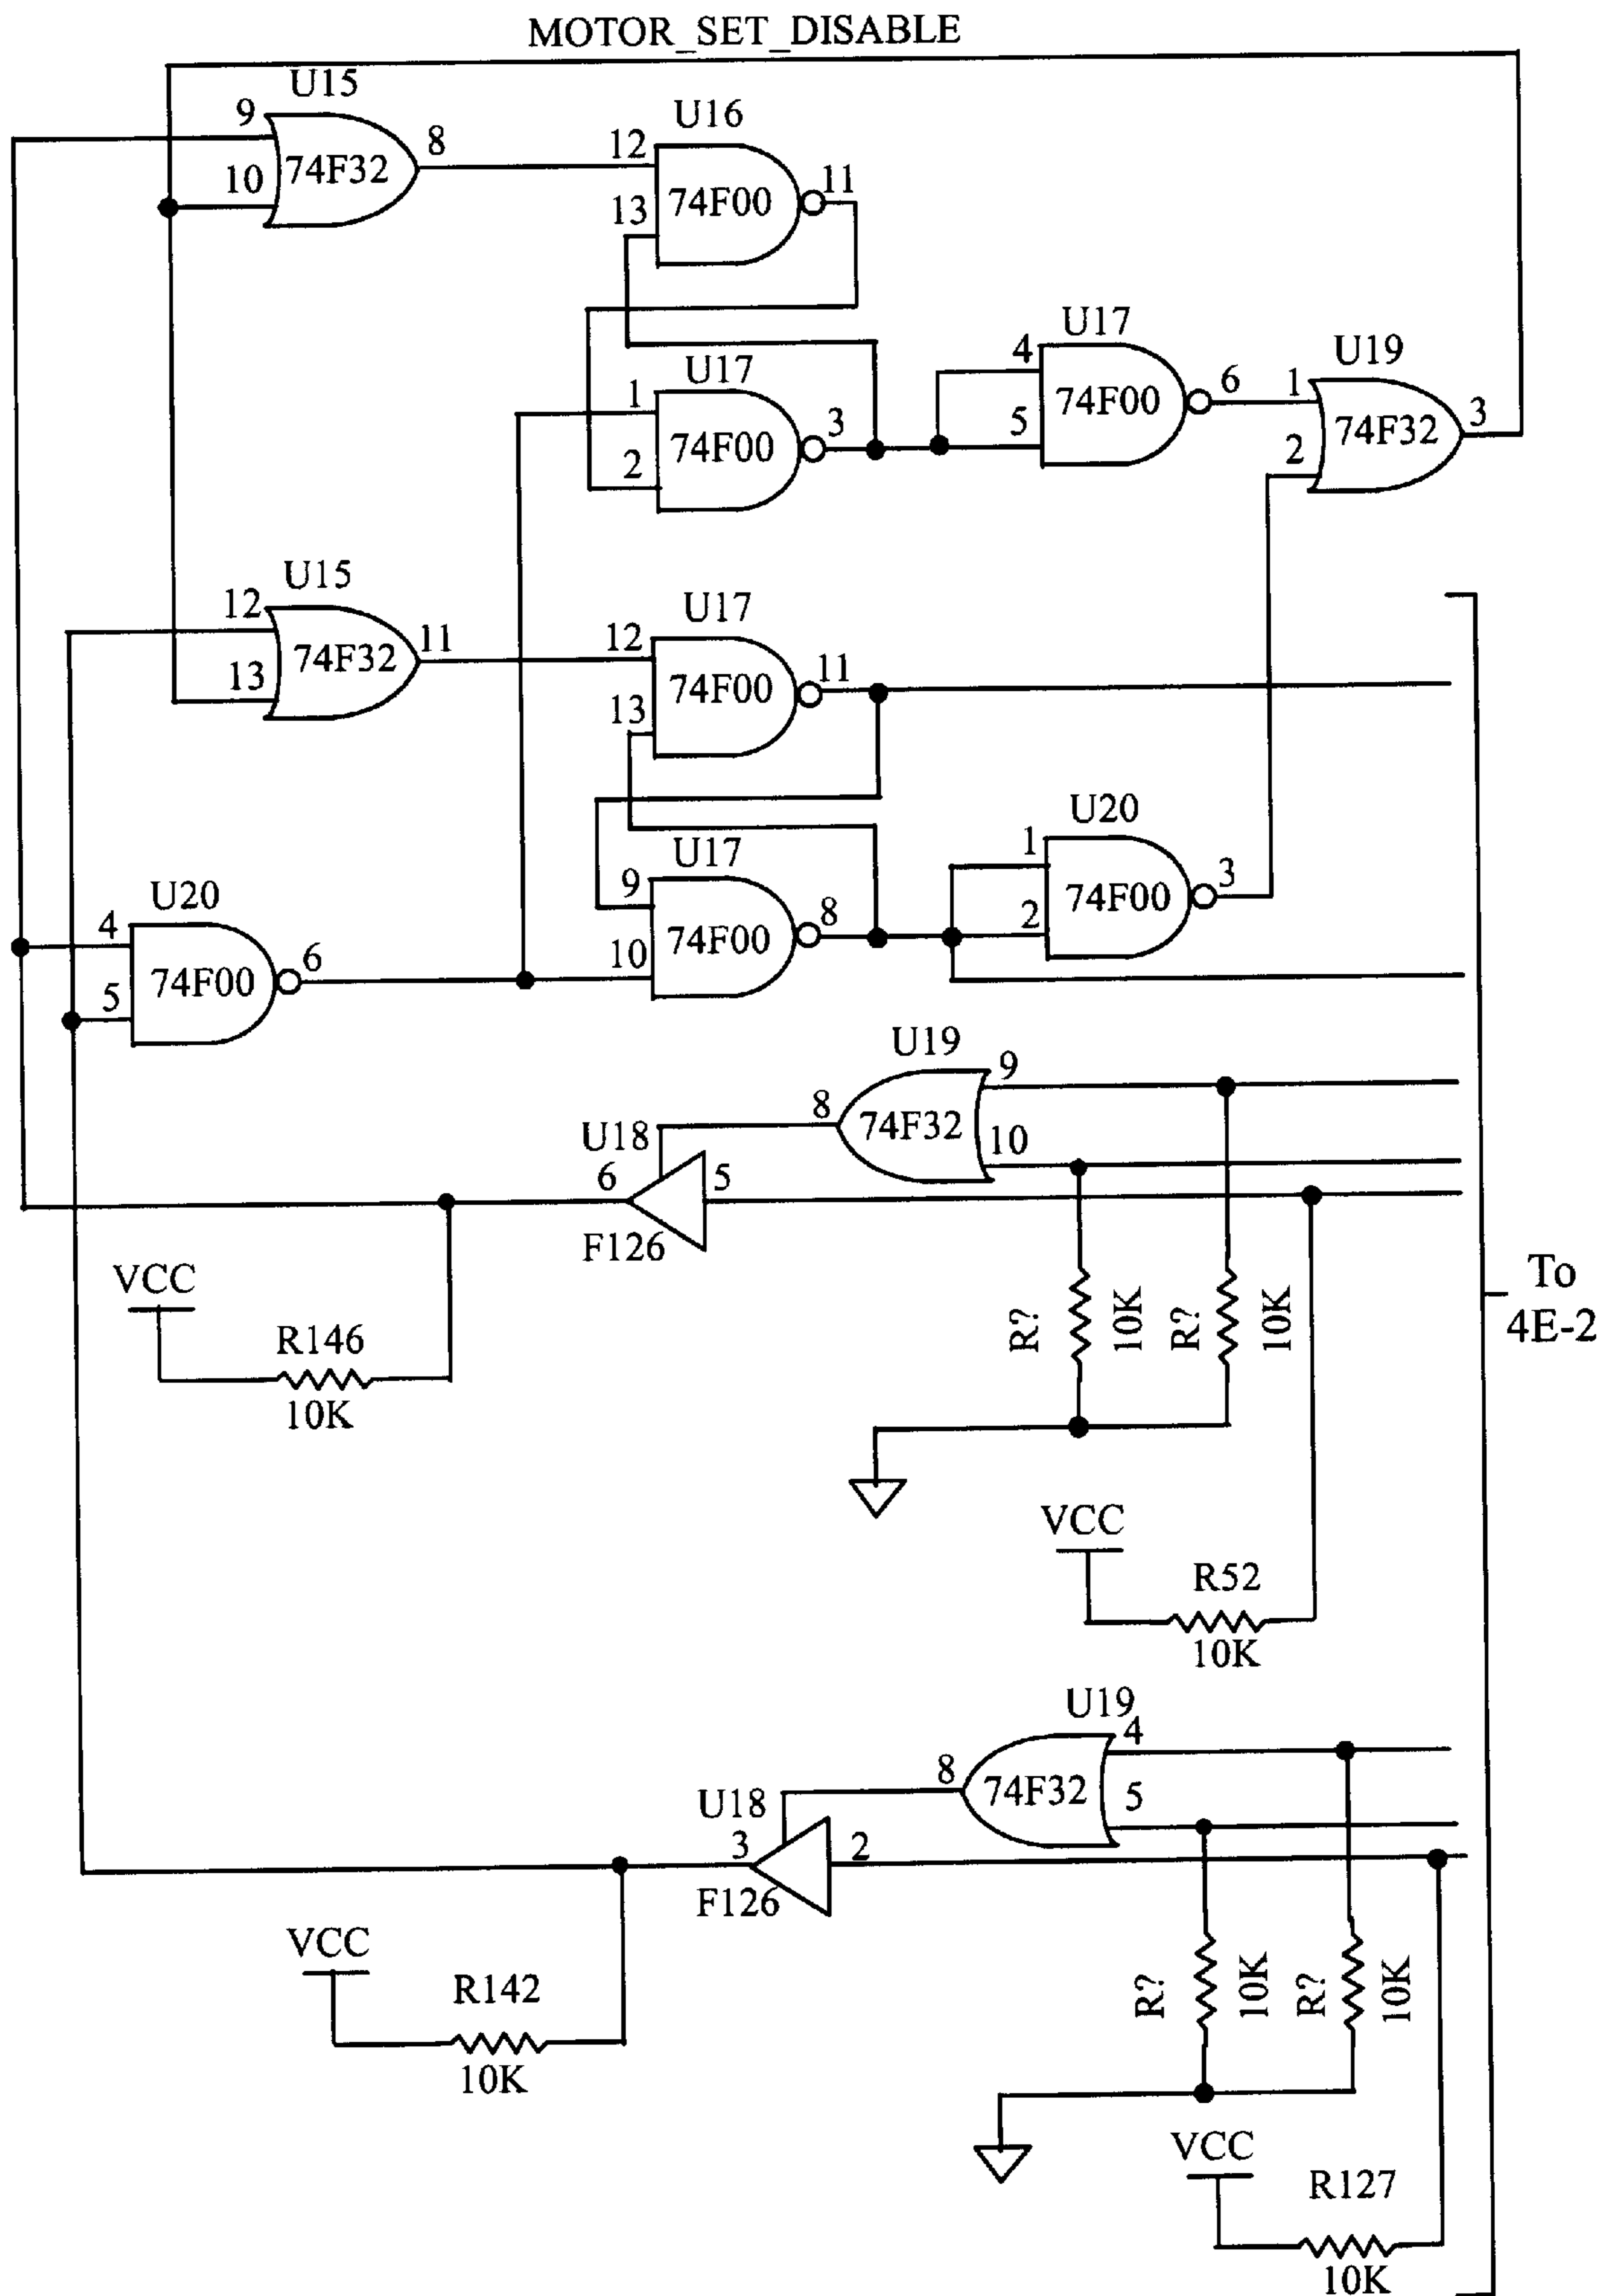 MOTOR_SET_DISABLE
U15
9
10
74F32
8
U16
12
13
74F00
11
U17
1
2
74F00
3
U17
4
5
74F00
6
U19
1
2
74F32
3
U15
12
13
74F32
11
U17
12
13
74F00
11
U17
9
10
74F00
8
U20
1
2
74F00
3
U20
4
5
74F00
6
U19
9
10
74F32
8
U18
6
5
F126
VCC
R146
10K
R?
10K
R?
10K
To
4E-2
VCC
R52
10K
U19
4
5
74F32
8
U18
3
2
F126
VCC
R142
10K
R?
10K
R?
10K
VCC
R127
10K